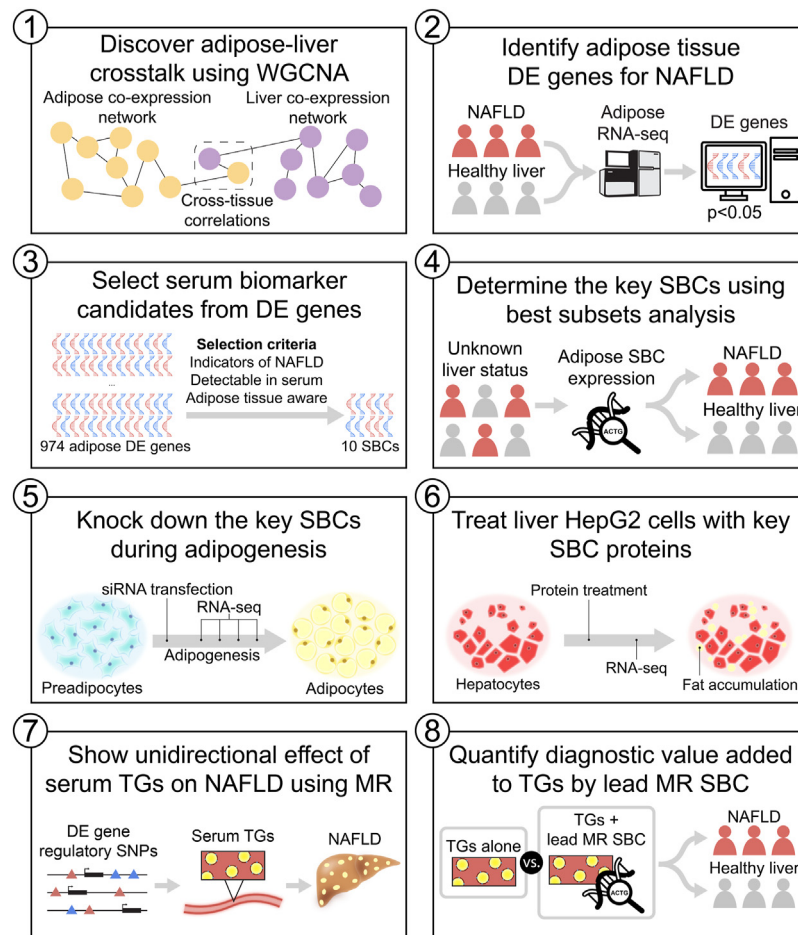 1
Discover adipose-liver
crosstalk using WGCNA
Adipose co-expression
network
Liver co-expression
network
Cross-tissue
correlations
2
Identify adipose tissue
DE genes for NAFLD
NAFLD
Healthy liver
Adipose
RNA-seq
DE genes
p<0.05
3
Select serum biomarker
candidates from DE genes
Selection criteria
Indicators of NAFLD
Detectable in serum
Adipose tissue aware
...
974 adipose DE genes
10 SBCs
4
Determine the key SBCs using
best subsets analysis
Unknown
liver status
Adipose SBC
expression
ACTG
NAFLD
Healthy liver
5
Knock down the key SBCs
during adipogenesis
siRNA transfection
RNA-seq
Adipogenesis
Preadipocytes
Adipocytes
6
Treat liver HepG2 cells with key
SBC proteins
Protein treatment
RNA-seq
Hepatocytes
Fat accumulation
7
Show unidirectional effect of
serum TGs on NAFLD using MR
DE gene
regulatory SNPs
Serum TGs
NAFLD
8
Quantify diagnostic value added
to TGs by lead MR SBC
TGs alone
vs.
TGs +
lead MR SBC
ACTG
NAFLD
Healthy liver